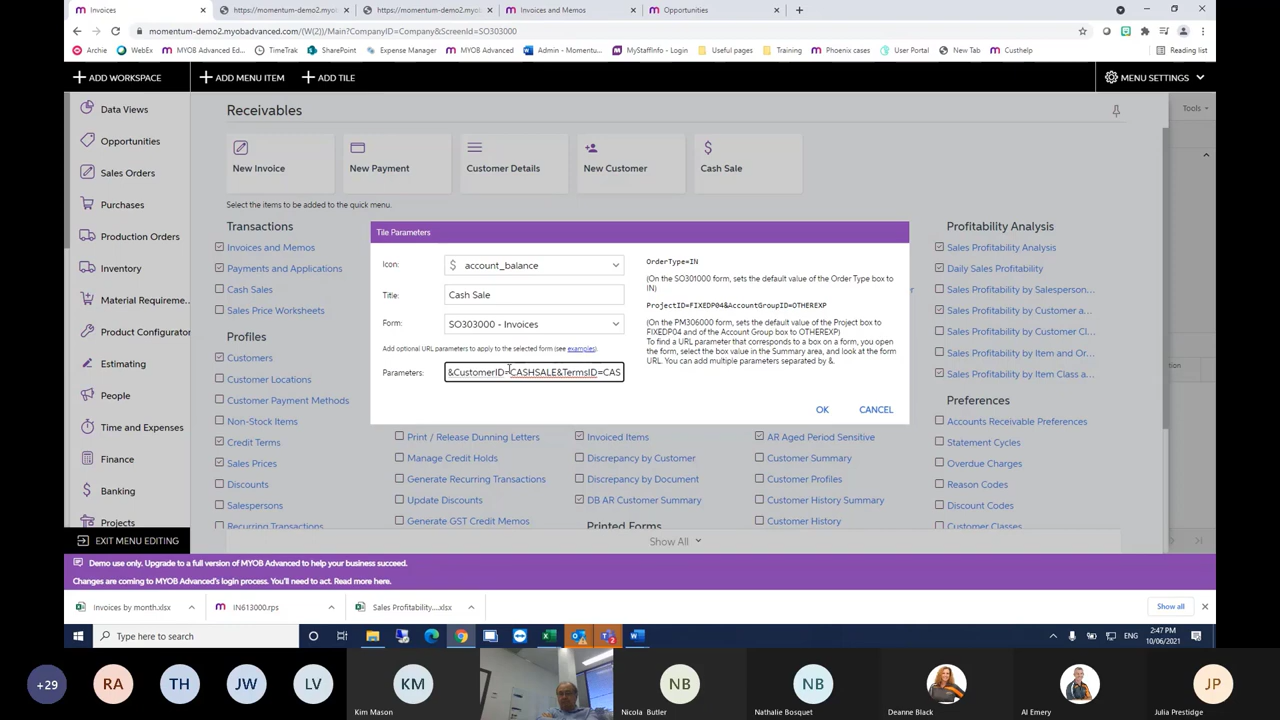 Invoices
https://momentum-demo2.myobadvanced.com/
https://momentum-demo2.myobadvanced.com/
Invoices and Memos
Opportunities
momentum-demo2.myobadvanced.com/(W(2))/Main?CompanyID=Company&ScreenId=SO303000
Archie
WebEx
MYOB Advanced Ed...
TimeTrak
SharePoint
Expense Manager
MYOB Advanced
Admin - Momentu...
MyStaffInfo - Login
Useful pages
Training
Phoenix cases
User Portal
New Tab
Custhelp
Reading list
ADD WORKSPACE
ADD MENU ITEM
ADD TILE
MENU SETTINGS
Data Views
Opportunities
Sales Orders
Purchases
Production Orders
Inventory
Material Requireme...
Product Configurator
Estimating
People
Time and Expenses
Finance
Banking
Projects
EXIT MENU EDITING
Receivables
Tools
New Invoice
New Payment
Customer Details
New Customer
Cash Sale
Select the items to be added to the quick menu.
Transactions
Invoices and Memos
Payments and Applications
Cash Sales
Sales Price Worksheets
Profiles
Customers
Customer Locations
Customer Payment Methods
Non-Stock Items
Credit Terms
Sales Prices
Discounts
Salespersons
Recurring Transactions
Tile Parameters
Icon:
account_balance
Title:
Cash Sale
Form:
SO303000 - Invoices
Add optional URL parameters to apply to the selected form (see examples).
Parameters:
&CustomerID=CASHSALE&TermsID=CAS
OrderType=IN
(On the SO301000 form, sets the default value of the Order Type box to
IN)
ProjectID=FIXEDP04&AccountGroupID=OTHEREXP
(On the PM306000 form, sets the default value of the Project box to
FIXEDP04 and of the Account Group box to OTHEREXP)
To find a URL parameter that corresponds to a box on a form, you open
the form, select the box value in the Summary area, and look at the form
URL. You can add multiple parameters separated by &.
OK
CANCEL
Print / Release Dunning Letters
Manage Credit Holds
Generate Recurring Transactions
Update Discounts
Generate GST Credit Memos
Invoiced Items
Discrepancy by Customer
Discrepancy by Document
DB AR Customer Summary
Printed Forms
AR Aged Period Sensitive
Customer Summary
Customer Profiles
Customer History Summary
Customer History
Profitability Analysis
Sales Profitability Analysis
Daily Sales Profitability
Sales Profitability by Salesperson...
Sales Profitability by Customer a...
Sales Profitability by Customer Cl...
Sales Profitability by Item and Or...
Sales Profitability by Item Class a...
Preferences
Accounts Receivable Preferences
Statement Cycles
Overdue Charges
Reason Codes
Discount Codes
Customer Classes
Show All
Demo use only. Upgrade to a full version of MYOB Advanced to help your business succeed.
Changes are coming to MYOB Advanced's login process. You'll need to act. Read more here.
Invoices by month.xlsx
IN613000.rps
Sales Profitability....xlsx
Show all
Type here to search
ENG
2:47 PM
10/06/2021
+29
RA
TH
JW
LV
KM
Kim Mason
NB
Nicola Butler
NB
Nathalie Bosquet
Deanne Black
Al Emery
JP
Julia Prestidge